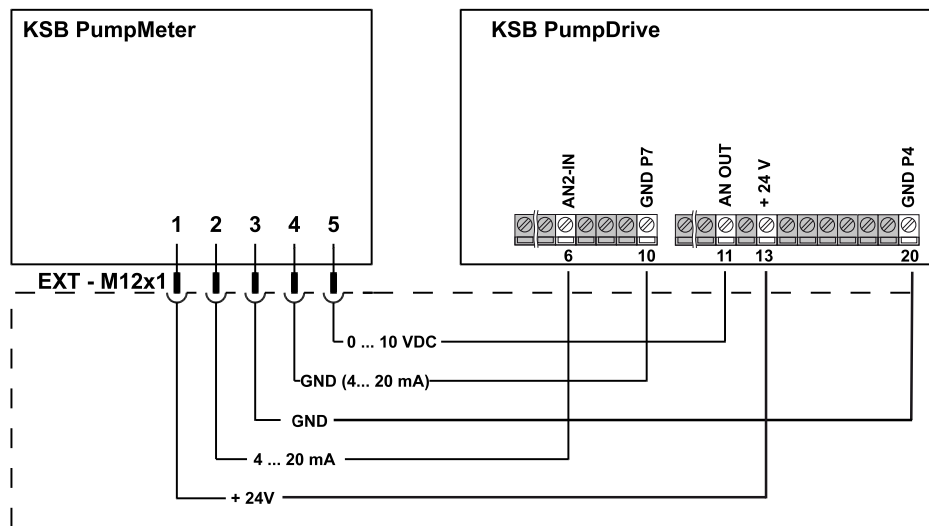 KSB PumpMeter
KSB PumpDrive
AN2-IN
GND P7
AN OUT
+ 24 V
GND P4
1 2 3 4 5
6 10 11 13 20
EXT - M12x1
0 ... 10 VDC
GND (4... 20 mA)
GND
4 ... 20 mA
+ 24V